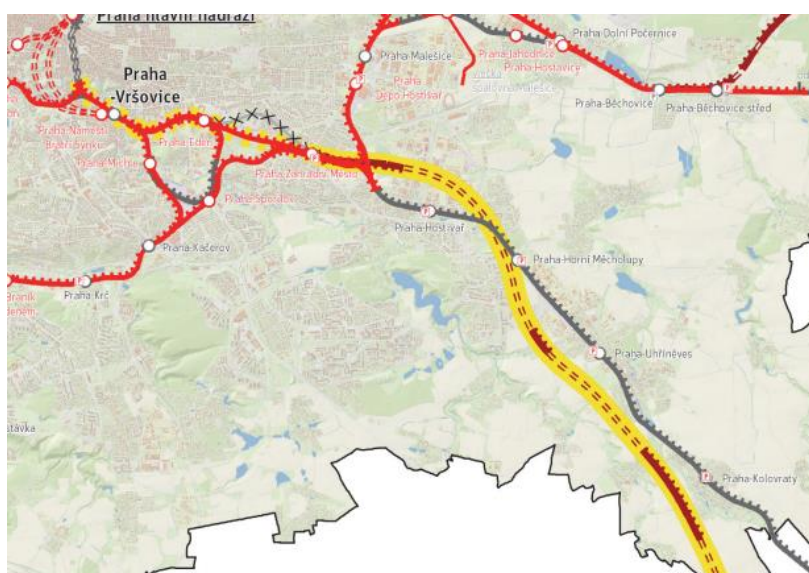 Praha hlavní nádraží
Praha-Dolní Počernice
Praha-Malešice
Praha-Jahodnice
Praha-Hostavice
Praha
-Vršovice
Praha
Depo Hostivař
Praha-Běchovice
Praha-Běchovice střed
Praha-Náměstí
Bratří Synků
Praha-Eden
Praha-Michle
Praha-Zahradní Město
Praha-Spořilov
Praha-Hostivař
Praha-Kačerov
Praha-Horní Měcholupy
Praha-Krč
Praha-Uhříněves
Praha-Kolovraty